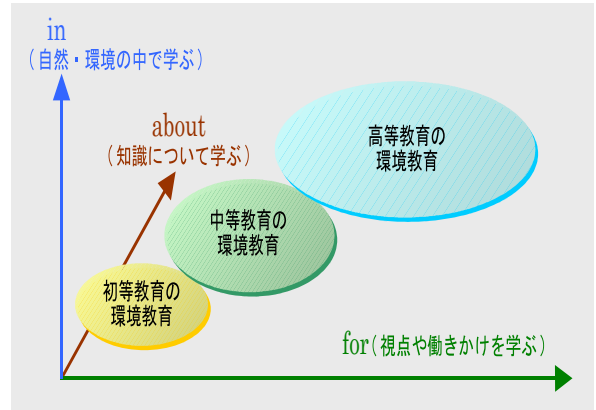 in
（自然・環境の中で学ぶ）
about
（知識について学ぶ）
高等教育の
環境教育
中等教育の
環境教育
初等教育の
環境教育
for（視点や働きかけを学ぶ）